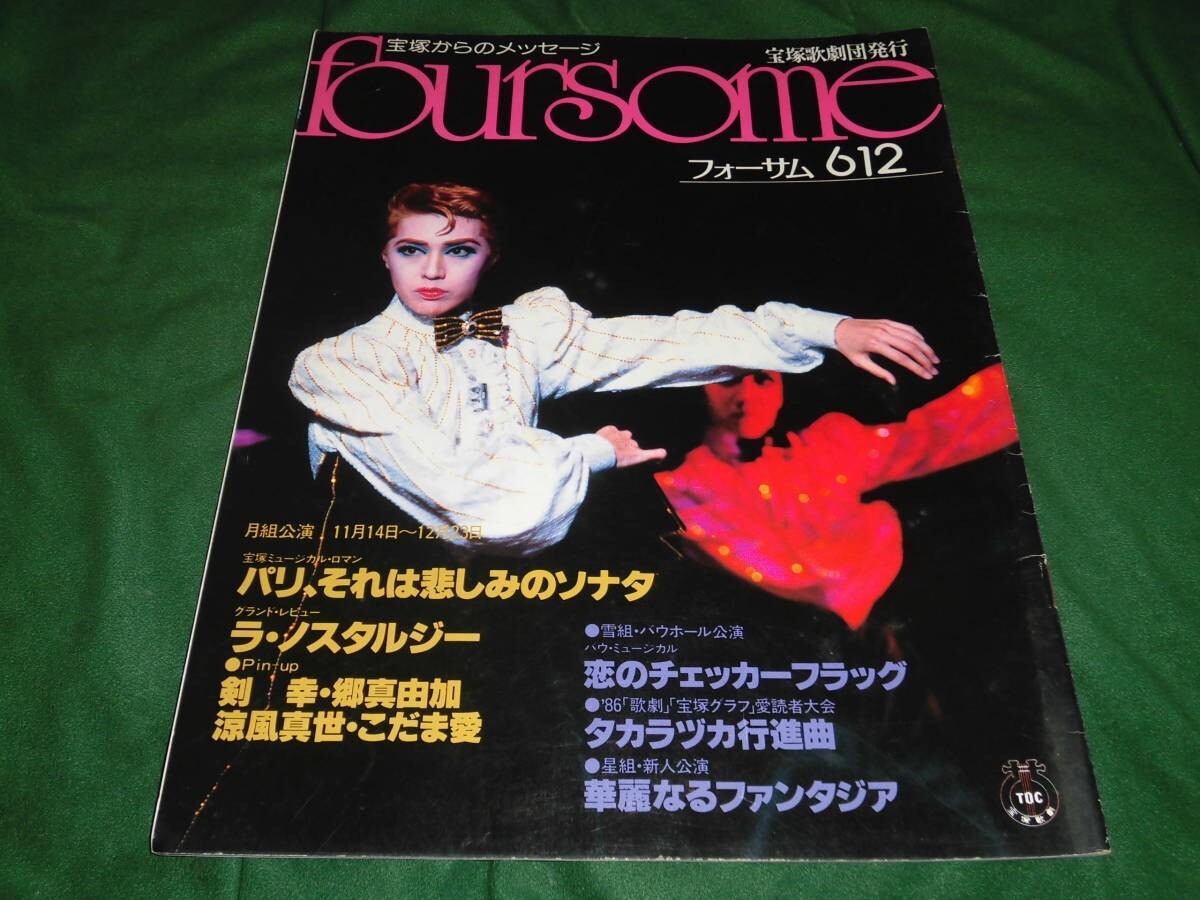 宝塚からのメッセージ
宝塚歌劇団発行
foursome
フォーサム 612
月組公演 11月14日〜12月23日
宝塚ミュージカル・ロマン
パリ、それは悲しみのソナタ
グランド・レビュー
ラ・ノスタルジー
●Pin-up
剣 幸・郷真由加
涼風真世・こだま愛
●雪組・バウホール公演
バウ・ミュージカル
恋のチェッカーフラッグ
●'86「歌劇」「宝塚グラフ」愛読者大会
タカラヅカ行進曲
●星組・新人公演
華麗なるファンタジア
TOC
宝塚歌劇